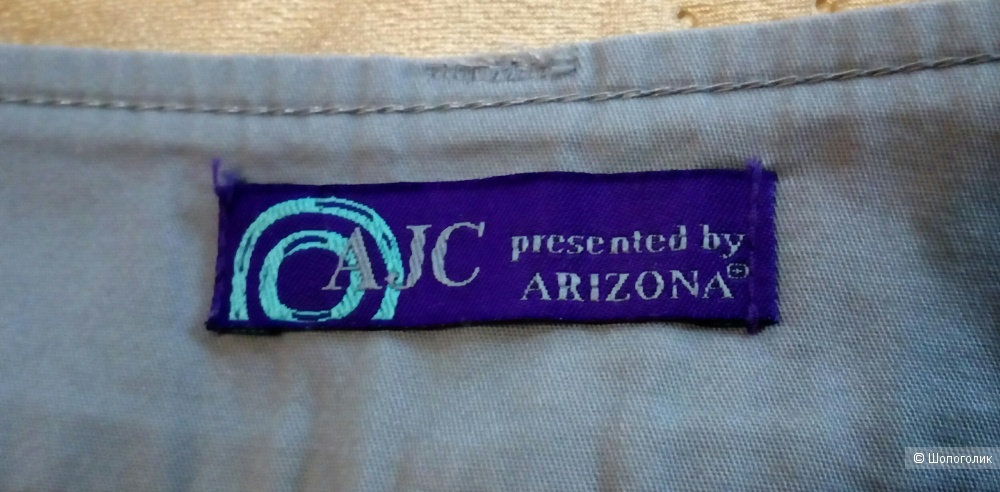 AJC
presented by
ARIZONA®
© Шопоголик